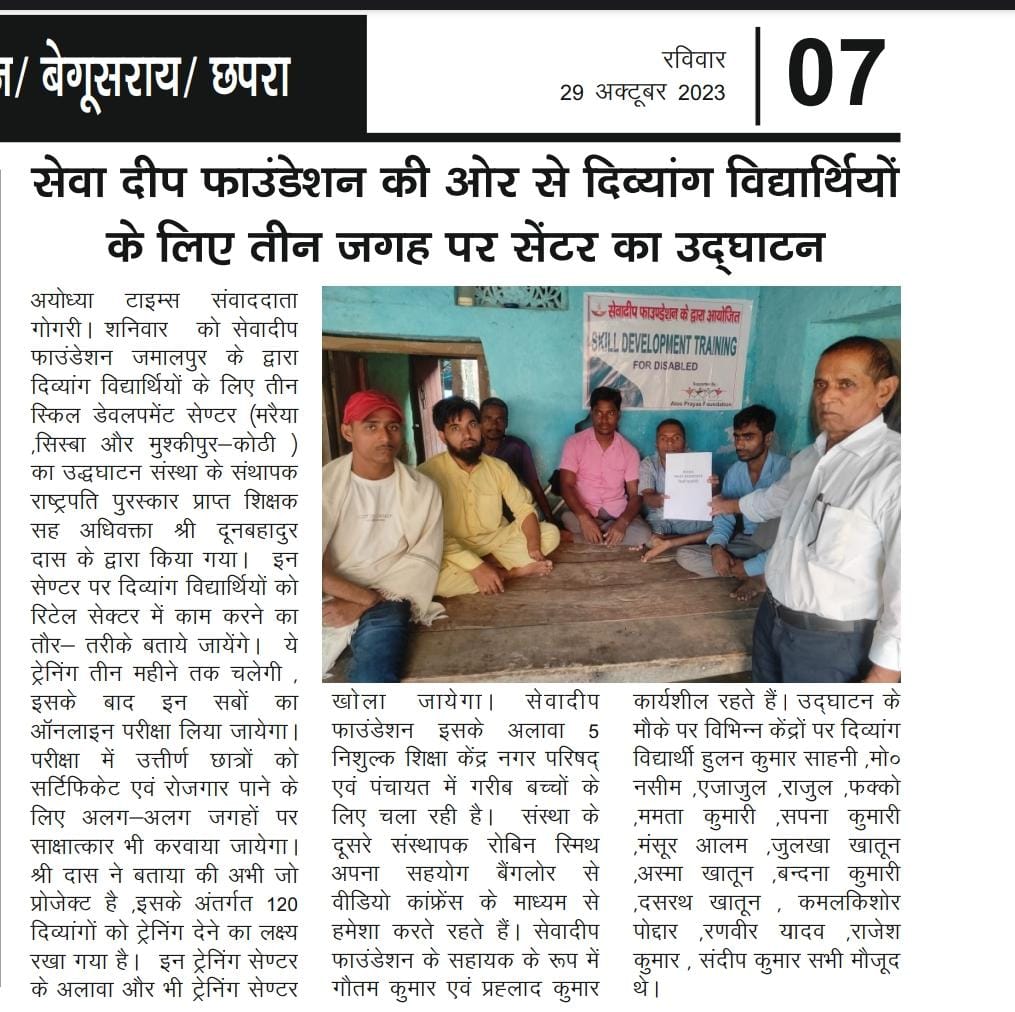 / बेगूसराय/ छपरा
रविवार
29 अक्टूबर 2023
07
सेवा दीप फाउंडेशन की ओर से दिव्यांग विद्यार्थियों
के लिए तीन जगह पर सेंटर का उद्घाटन
अयोध्या टाइम्स संवाददाता
गोगरी। शनिवार को सेवादीप
फाउंडेशन जमालपुर के द्वारा
दिव्यांग विद्यार्थियों के लिए तीन
स्किल डेवलपमेंट सेण्टर (मरैया
,सिस्बा और मुश्कीपुर–कोठी )
का उद्धघाटन संस्था के संथापक
राष्ट्रपति पुरस्कार प्राप्त शिक्षक
सह अधिवक्ता श्री दूनबहादुर
दास के द्वारा किया गया। इन
सेण्टर पर दिव्यांग विद्यार्थियों को
रिटेल सेक्टर में काम करने का
तौर– तरीके बताये जायेंगे। ये
ट्रेनिंग तीन महीने तक चलेगी ,
इसके बाद इन सबों का
ऑनलाइन परीक्षा लिया जायेगा।
परीक्षा में उत्तीर्ण छात्रों को
सर्टिफिकेट एवं रोजगार पाने के
लिए अलग–अलग जगहों पर
साक्षात्कार भी करवाया जायेगा।
श्री दास ने बताया की अभी जो
प्रोजेक्ट है ,इसके अंतर्गत 120
दिव्यांगों को ट्रेनिंग देने का लक्ष्य
रखा गया है। इन ट्रेनिंग सेण्टर
के अलावा और भी ट्रेनिंग सेण्टर
सेवादीप फाउण्डेशन के द्वारा आयोजित
SKILL DEVELOPMENT TRAINING
FOR DISABLED
Supported By:
Prayas Foundation
खोला जायेगा। सेवादीप
फाउंडेशन इसके अलावा 5
निशुल्क शिक्षा केंद्र नगर परिषद्
एवं पंचायत में गरीब बच्चों के
लिए चला रही है। संस्था के
दूसरे संस्थापक रोबिन स्मिथ
अपना सहयोग बैंगलोर से
वीडियो कांफ्रेंस के माध्यम से
हमेशा करते रहते हैं। सेवादीप
फाउंडेशन के सहायक के रूप में
गौतम कुमार एवं प्रह्लाद कुमार
कार्यशील रहते हैं। उद्घाटन के
मौके पर विभिन्न केंद्रों पर दिव्यांग
विद्यार्थी हुलन कुमार साहनी ,मो०
नसीम ,एजाजुल ,राजुल ,फक्को
,ममता कुमारी ,सपना कुमारी
,मंसूर आलम ,जुलखा खातून
,अस्मा खातून ,बन्दना कुमारी
,दसरथ खातून , कमलकिशोर
पोद्दार ,रणवीर यादव ,राजेश
कुमार , संदीप कुमार सभी मौजूद
थे।